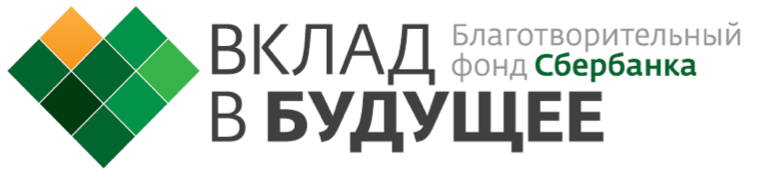 ВКЛАД
В БУДУЩЕЕ
Благотворительный
фонд Сбербанка